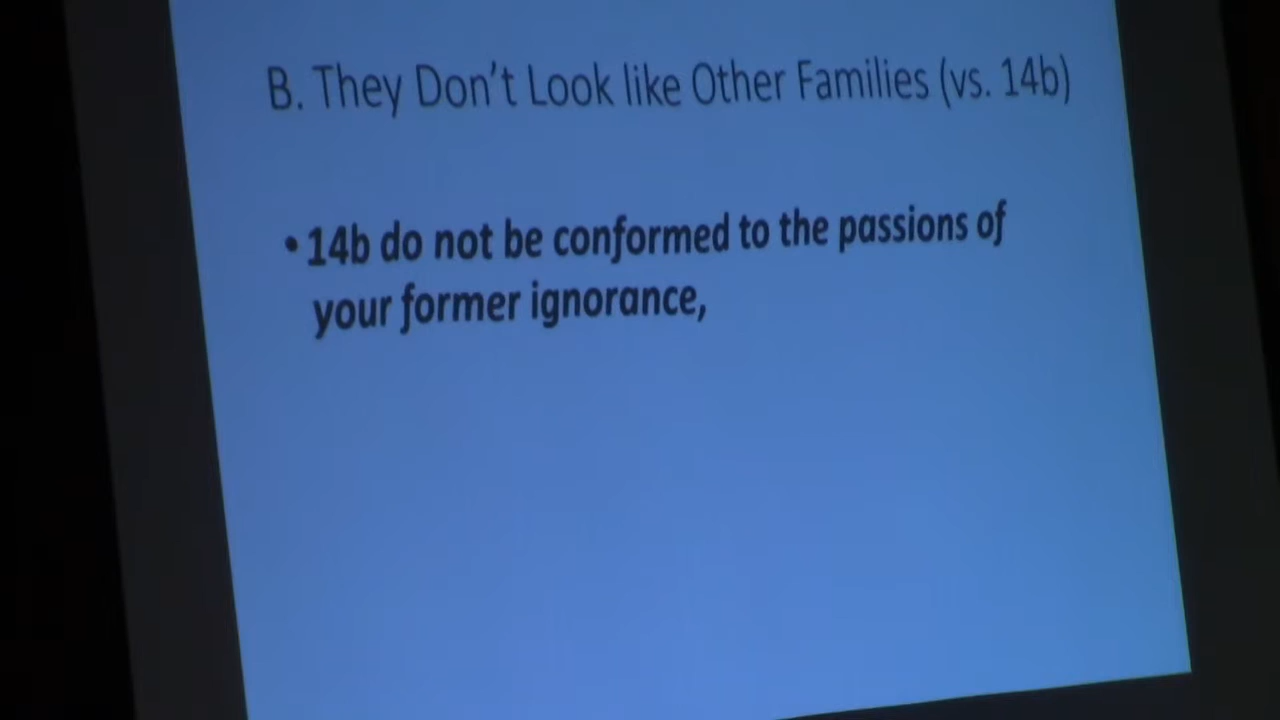 B. They Don't Look like Other Families (vs. 14b)
• 14b do not be conformed to the passions of
your former ignorance,